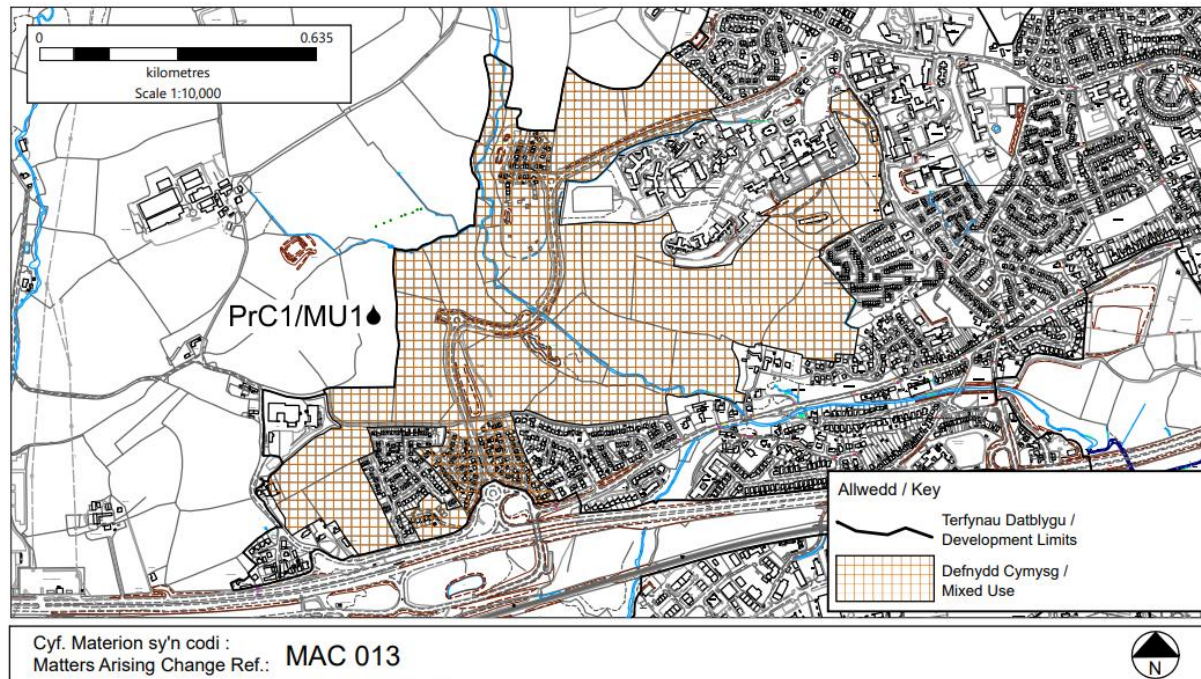 0 0.635
kilometres
Scale 1:10,000
PrC1/MU1
Allwedd / Key
Terfynau Datblygu /
Development Limits
Defnydd Cymysg /
Mixed Use
Cyf. Materion sy'n codi :
Matters Arising Change Ref.: MAC 013
N